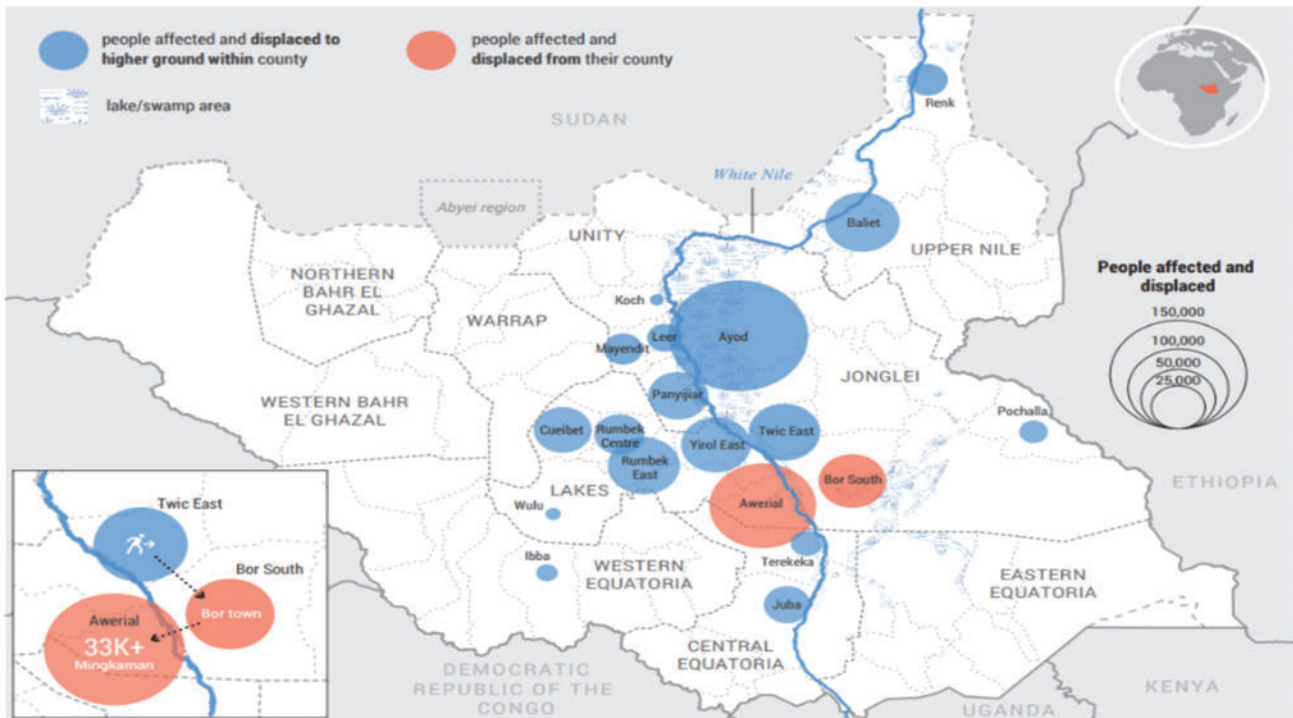 people affected and displaced to
higher ground within county
people affected and
displaced from their county
lake/swamp area
SUDAN
Renk
White Nile
Abyei region
Baliet
UNITY
UPPER NILE
NORTHERN
BAHR EL
GHAZAL
People affected and
displaced
150,000
100,000
50,000
25,000
Koch
WARRAP
Leer
Ayod
Mayendit
JONGLEI
WESTERN BAHR
EL GHAZAL
Panyijiar
Pochalla
Cueibet
Rumbek
Centre
Yirol East
Twic East
Rumbek
East
Bor South
ETHIOPIA
LAKES
Awerial
Wulu
Terekeka
Ibba
WESTERN
EQUATORIA
EASTERN
EQUATORIA
Juba
CENTRAL
EQUATORIA
DEMOCRATIC
REPUBLIC OF THE
CONGO
KENYA
UGANDA
Twic East
Bor South
Bor town
Awerial
33K+
Mingkaman